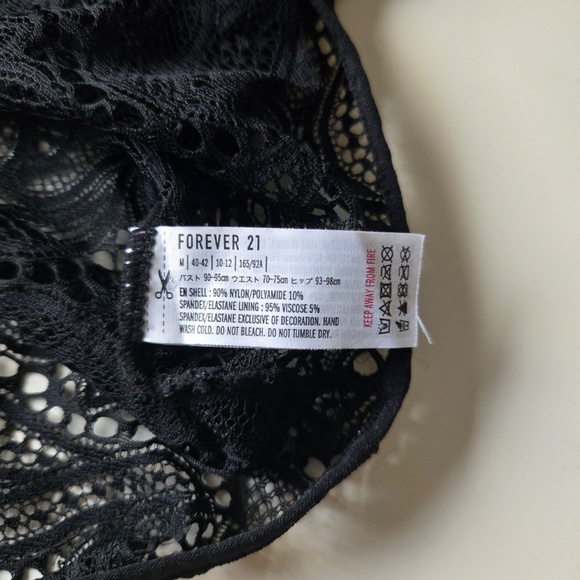 FOREVER 21
M | 40-42 | 10-12 | 165/92A |
バスト 90-95cm ウエスト 70-75cm ヒップ 93-98cm
EN SHELL : 90% NYLON/POLYAMIDE 10%
SPANDEX/ELASTANE LINING : 95% VISCOSE 5%
SPANDEX/ELASTANE EXCLUSIVE OF DECORATION. HAND
WASH COLD. DO NOT BLEACH. DO NOT TUMBLE DRY.
KEEP AWAY FROM FIRE